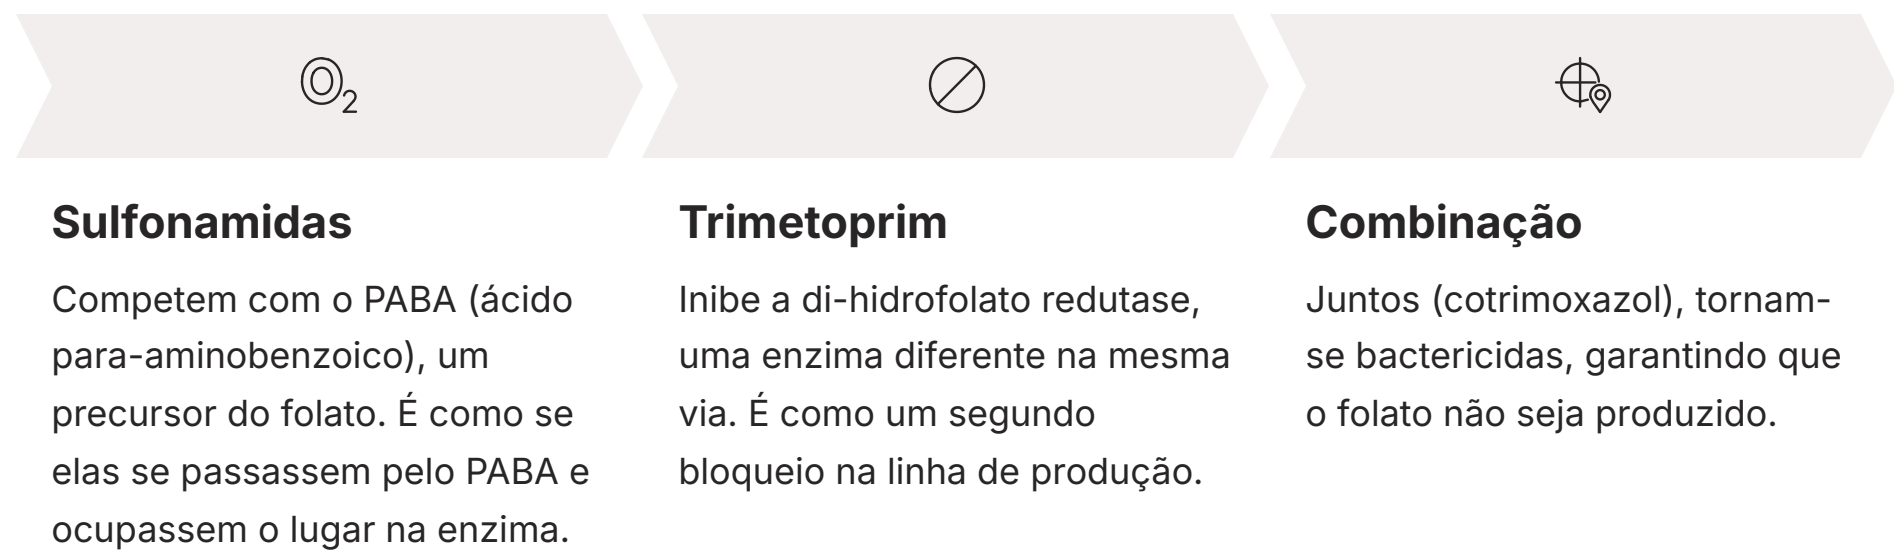 O2
Sulfonamidas
Competem com o PABA (ácido
para-aminobenzoico), um
precursor do folato. É como se
elas se passassem pelo PABA e
ocupassem o lugar na enzima.
Trimetoprim
Inibe a di-hidrofolato redutase,
uma enzima diferente na mesma
via. É como um segundo
bloqueio na linha de produção.
Combinação
Juntos (cotrimoxazol), tornam-
se bactericidas, garantindo que
o folato não seja produzido.